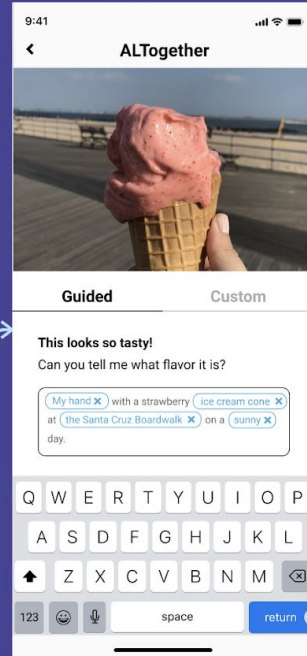 9:41
ALTogether
Guided Custom
This looks so tasty!
Can you tell me what flavor it is?
My hand × with a strawberry ice cream cone ×
at the Santa Cruz Boardwalk × on a sunny ×
day.
Q W E R T Y U I O P
A S D F G H J K L
Z X C V B N M
123 space return